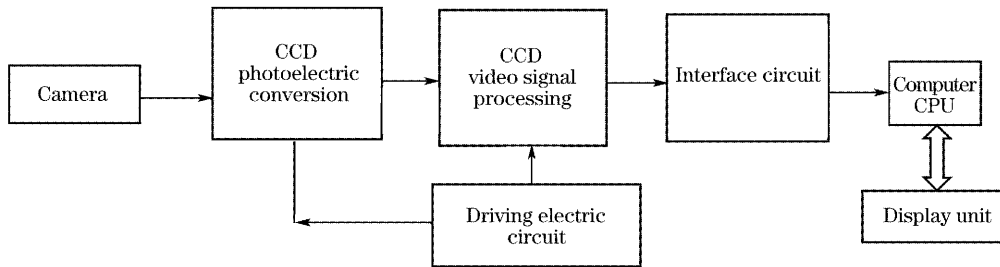 Camera
CCD
photoelectric
conversion
CCD
video signal
processing
Interface circuit
Computer
CPU
Driving electric
circuit
Display unit